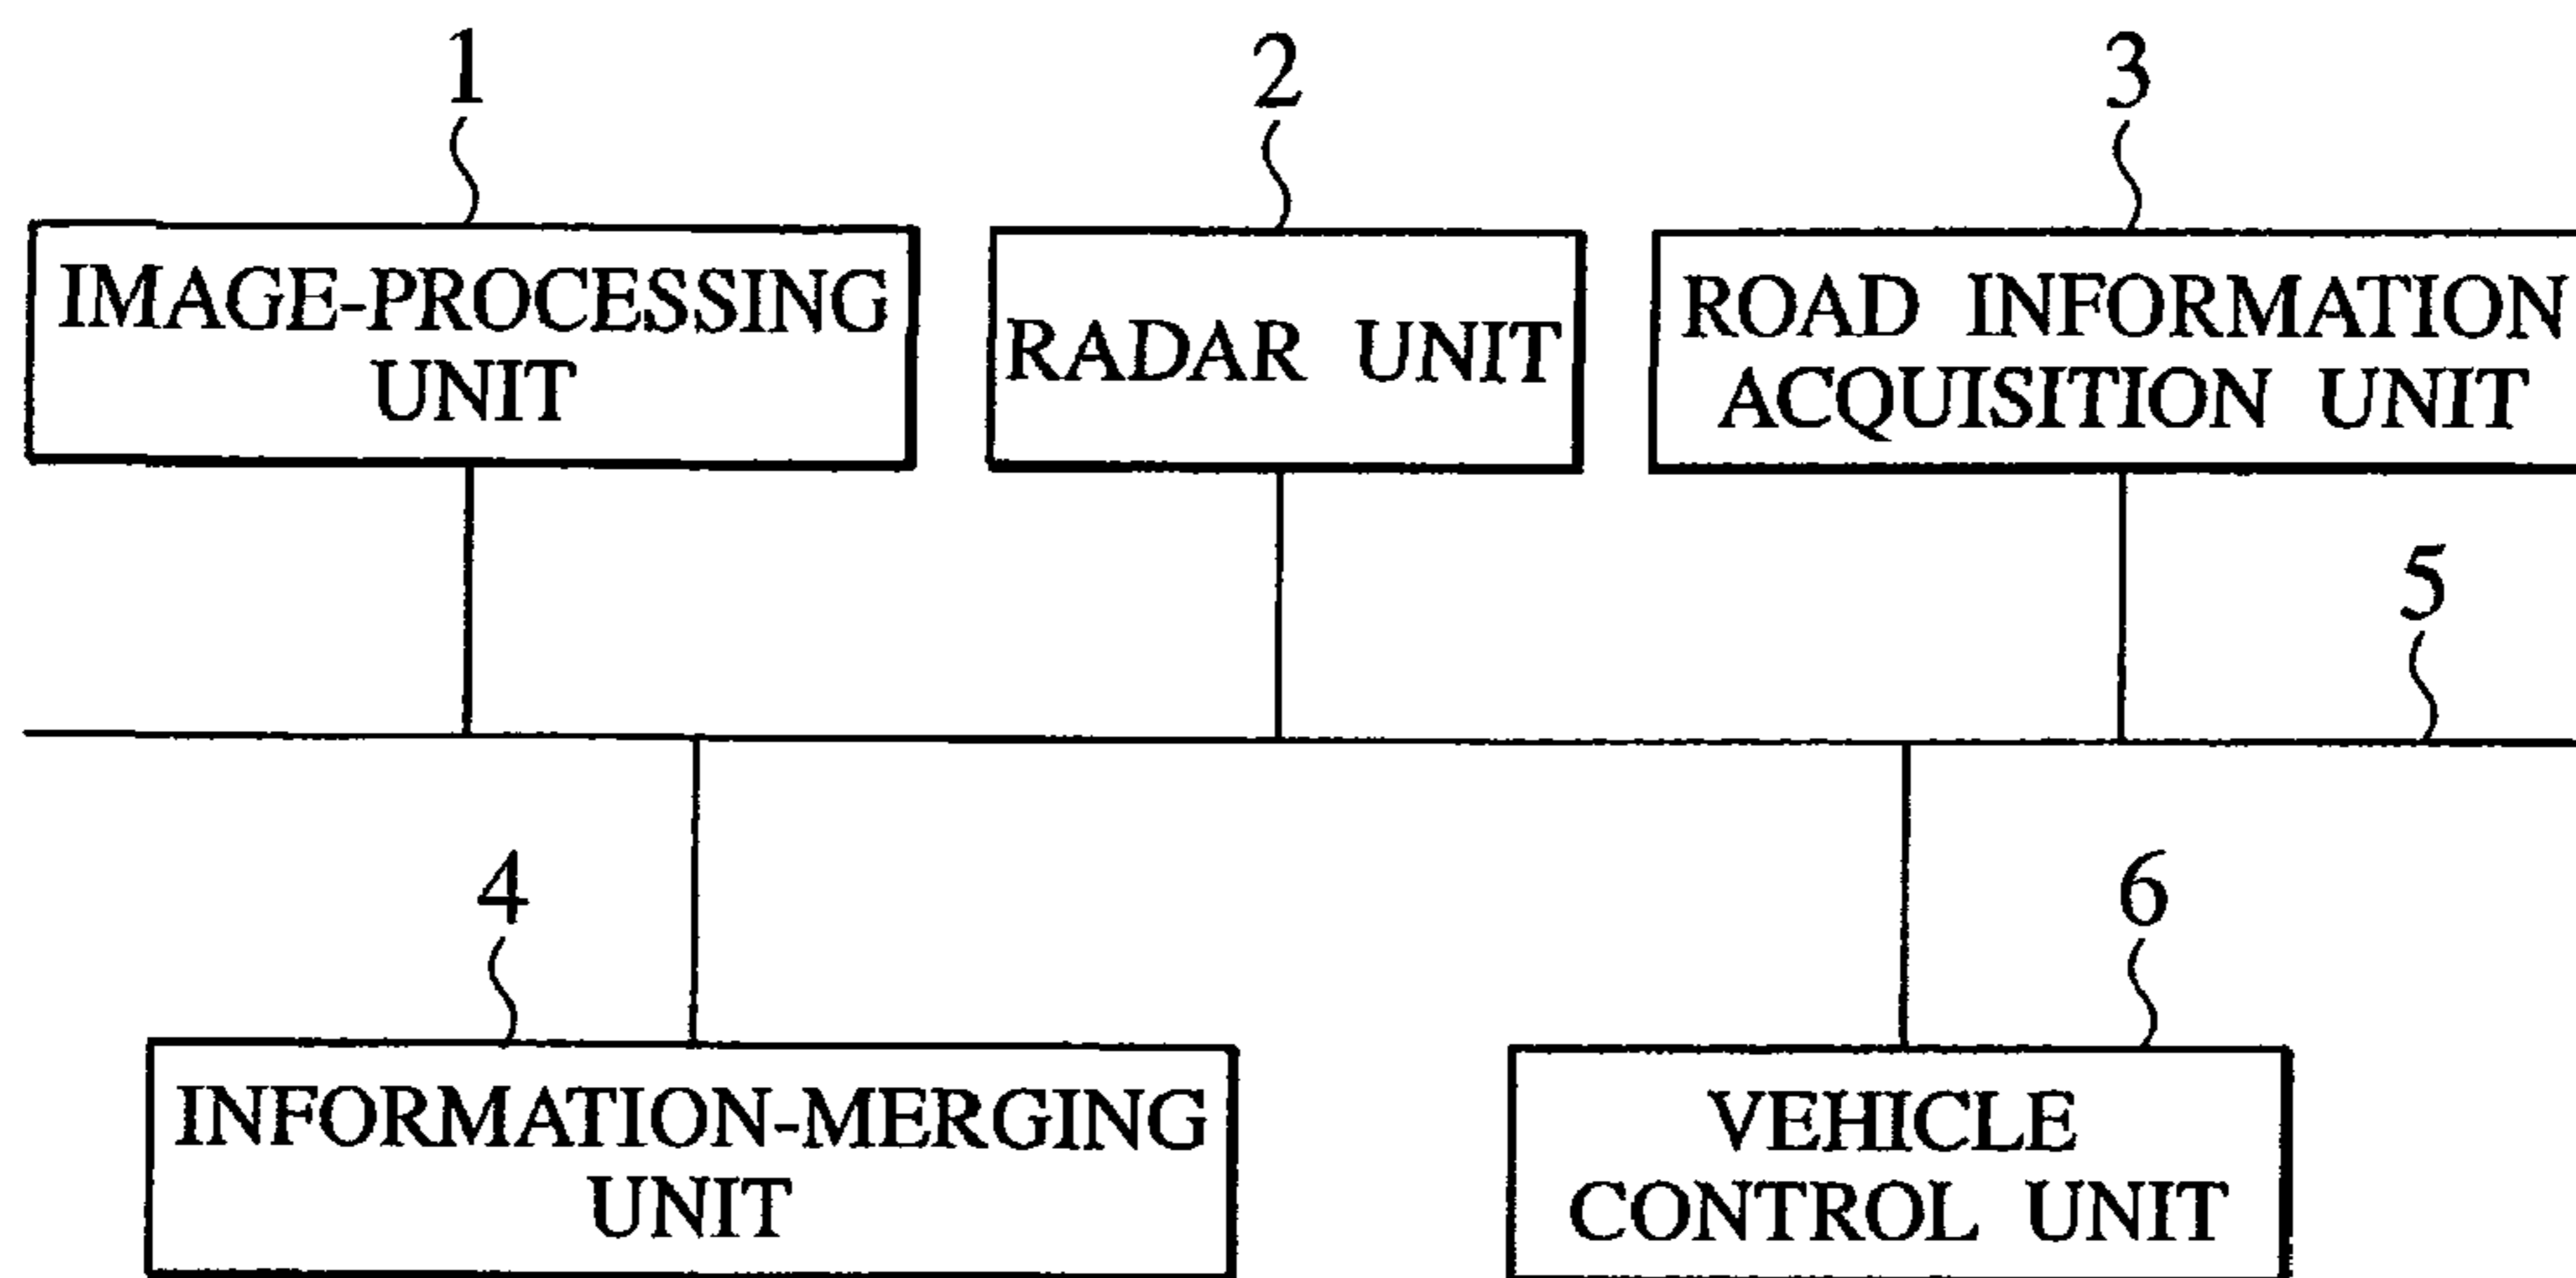 1
2
3
IMAGE-PROCESSING
UNIT
RADAR UNIT
ROAD INFORMATION
ACQUISITION UNIT
5
4
6
INFORMATION-MERGING
UNIT
VEHICLE
CONTROL UNIT